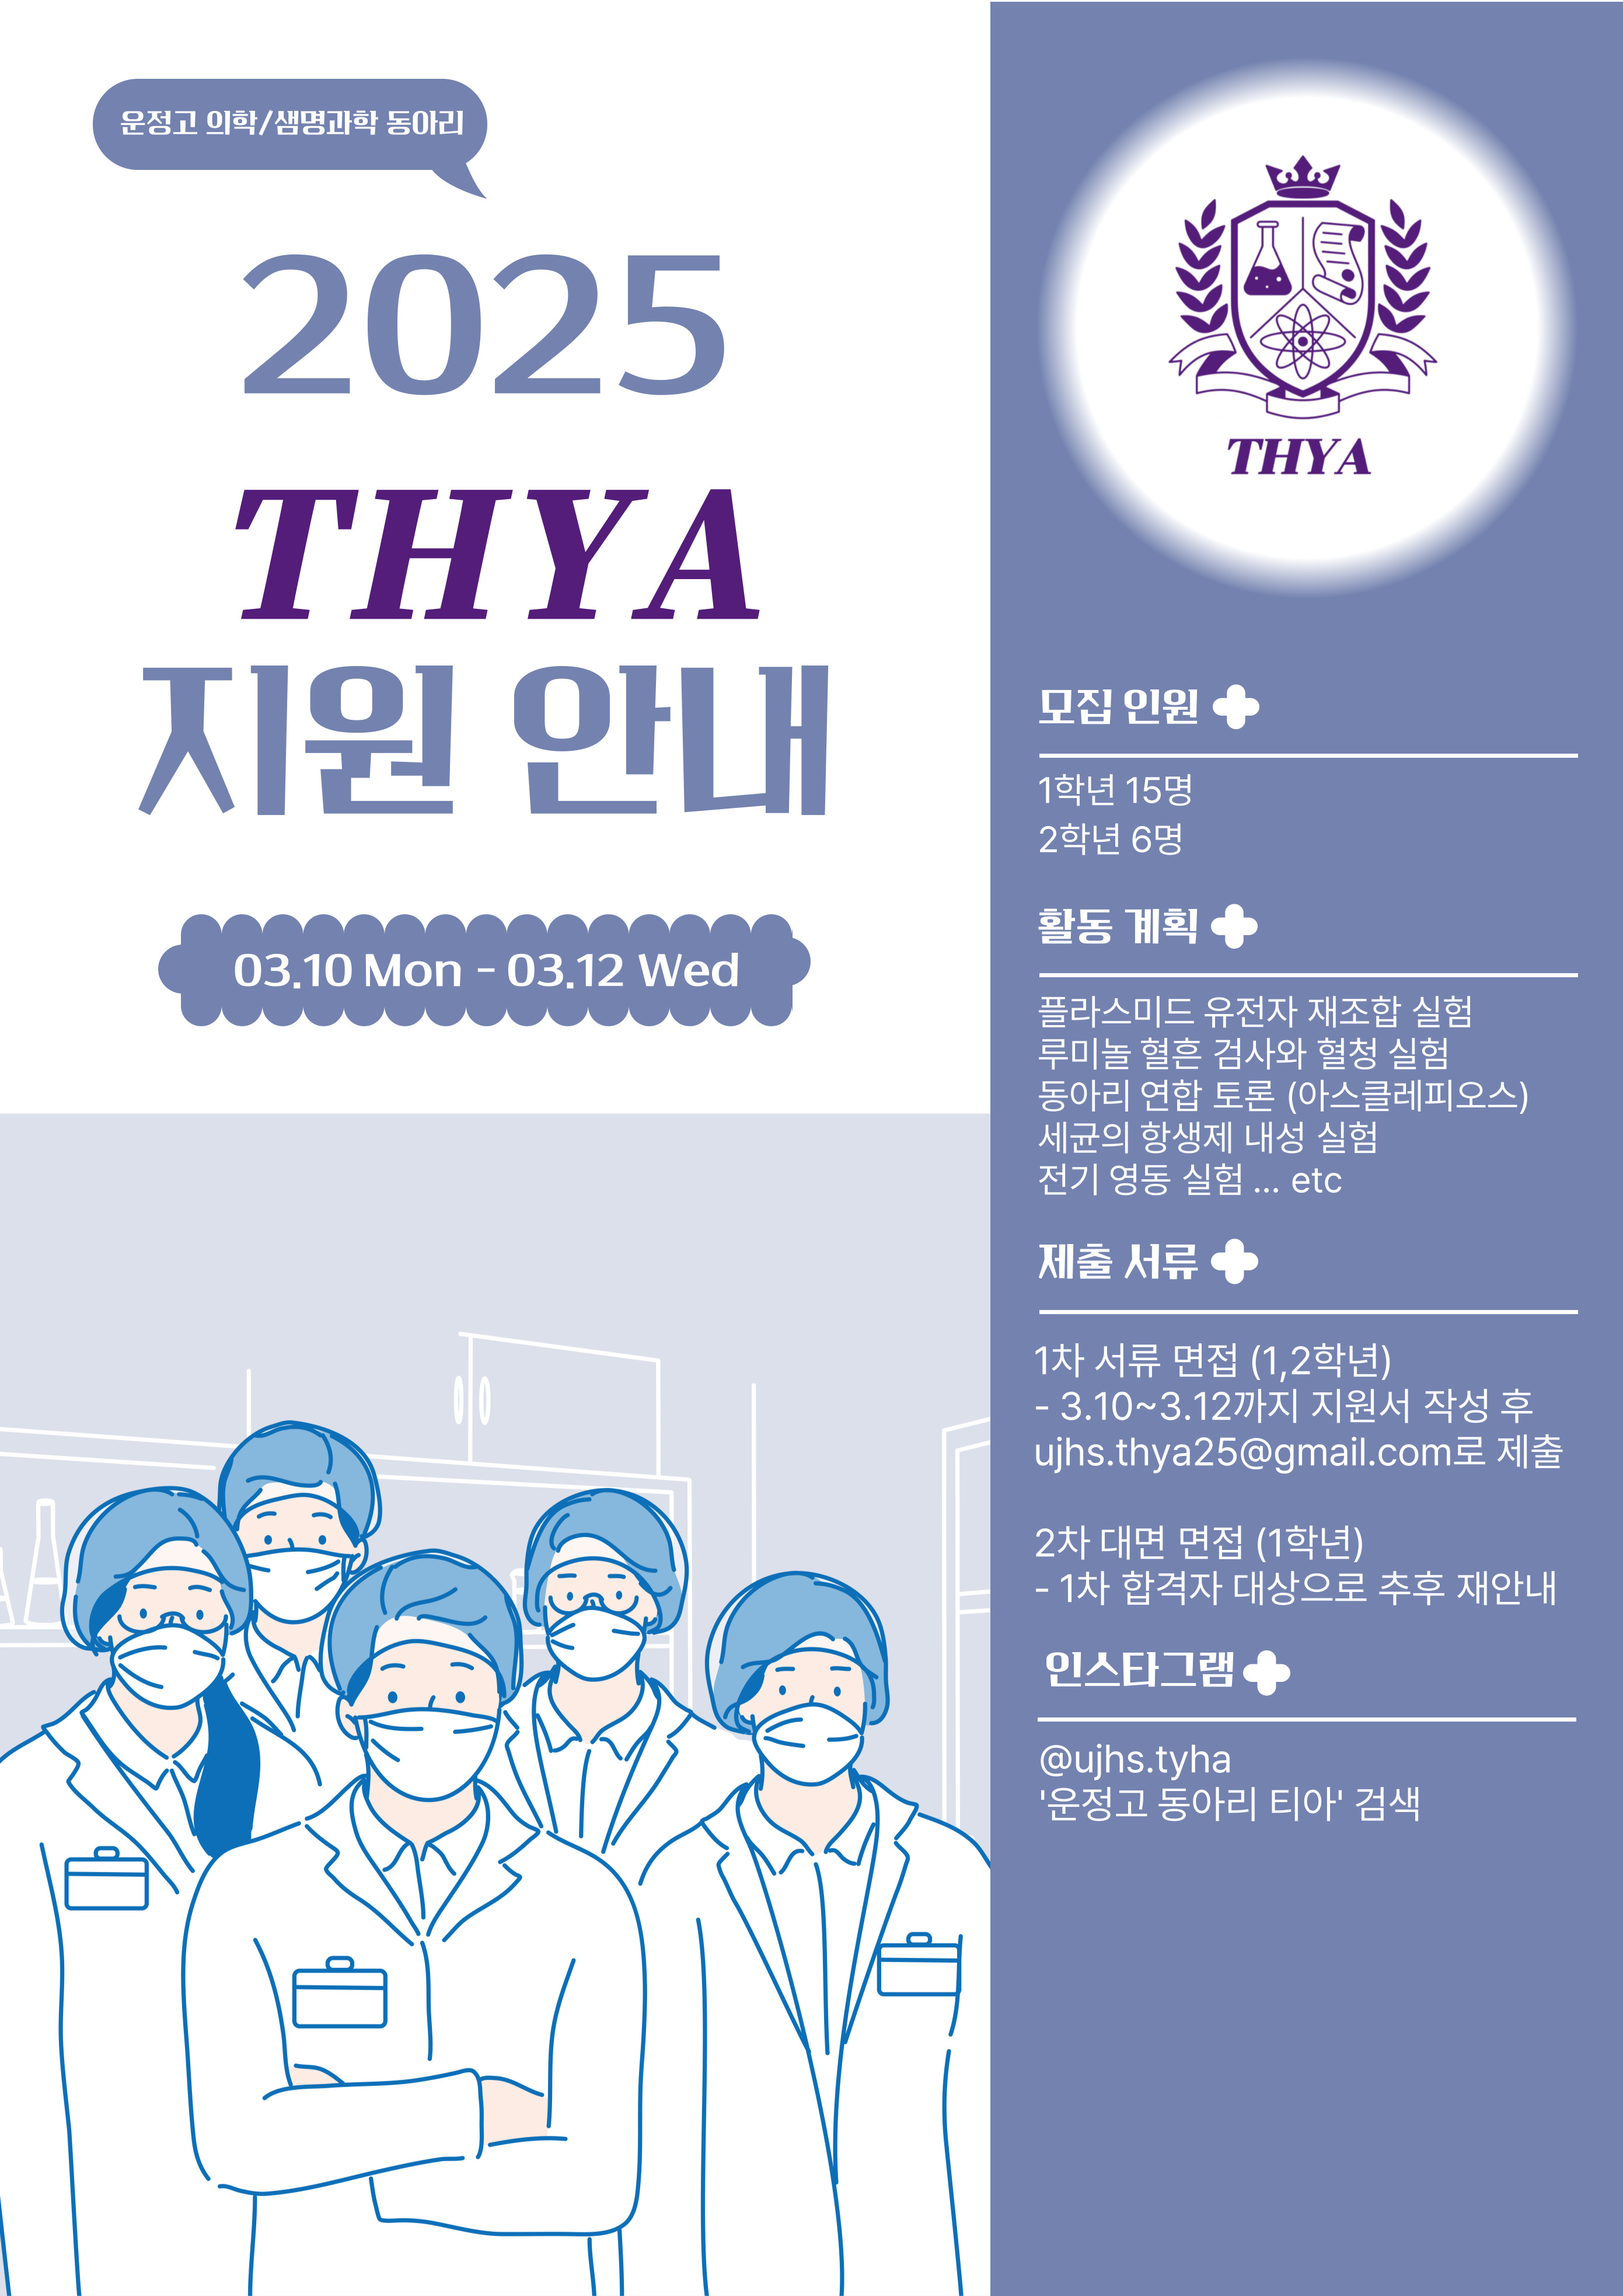 운정고 의학/샘명과학 동아리
2025
THYA
지원 안내
03.10 Mon - 03.12 Wed
THYA
모집 인원
1학년 15명
2학년 6명
활동 계획
플라스미드 유전자 재조합 실험
루미놀 혈흔 검사와 혈청 실험
동아리 연합 토론 (아스클레피오스)
세균의 항생제 내성 실험
전기 영동 실험 ... etc
제출 서류
1차 서류 면접 (1,2학년)
- 3.10~3.12까지 지원서 작성 후
ujhs.thya25@gmail.com로 제출
2차 대면 면접 (1학년)
- 1차 합격자 대상으로 추후 재안내
인스타그램
@ujhs.tyha
'운정고 동아리 티아' 검색